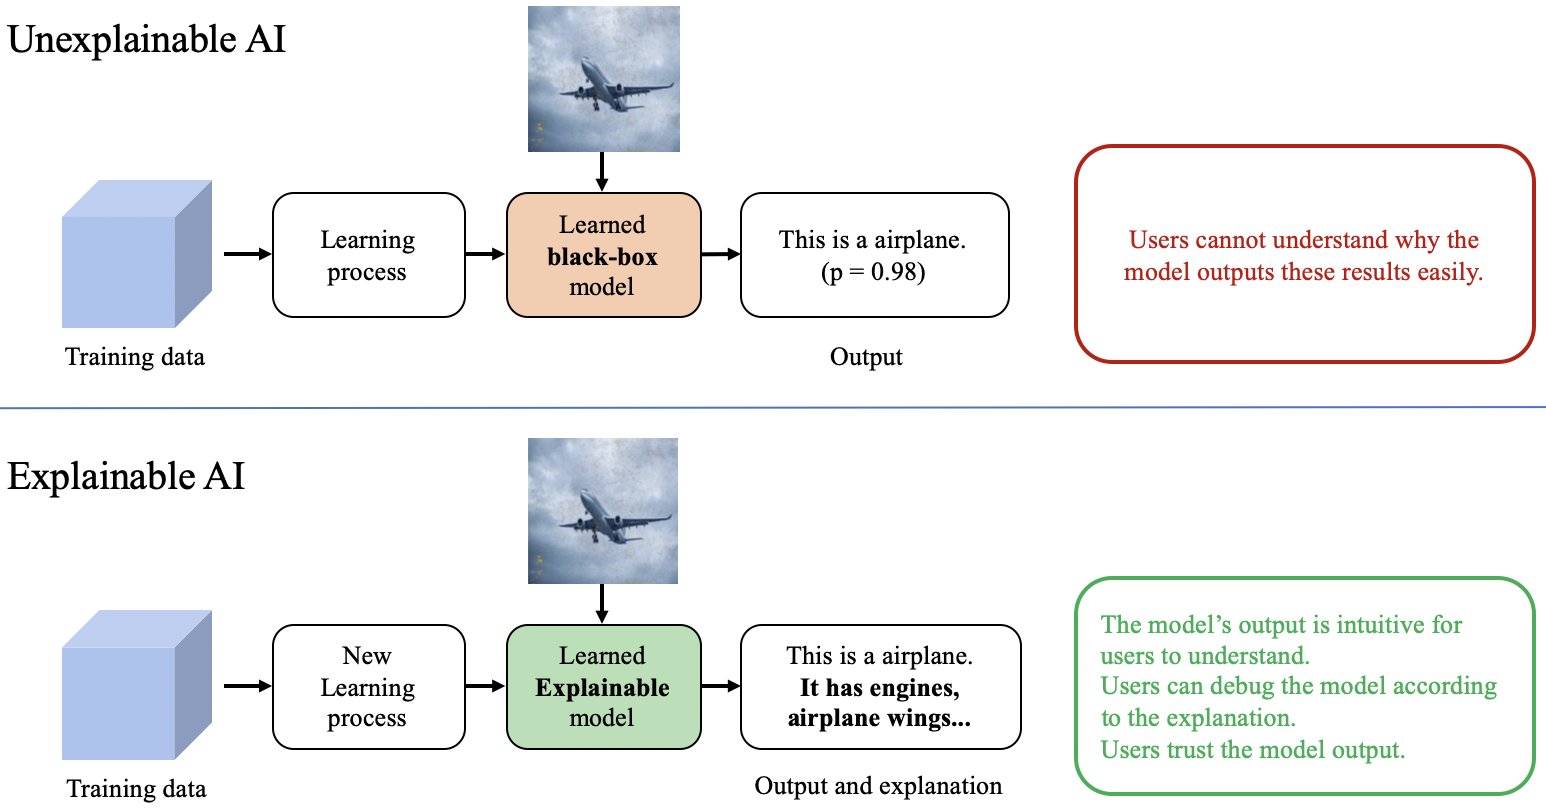 Unexplainable AI
Learning
process
Learned
black-box
model
This is a airplane.
(p = 0.98)
Users cannot understand why the
model outputs these results easily.
Training data
Output
Explainable AI
New
Learning
process
Learned
Explainable
model
This is a airplane.
It has engines,
airplane wings...
The model’s output is intuitive for
users to understand.
Users can debug the model according
to the explanation.
Users trust the model output.
Training data
Output and explanation